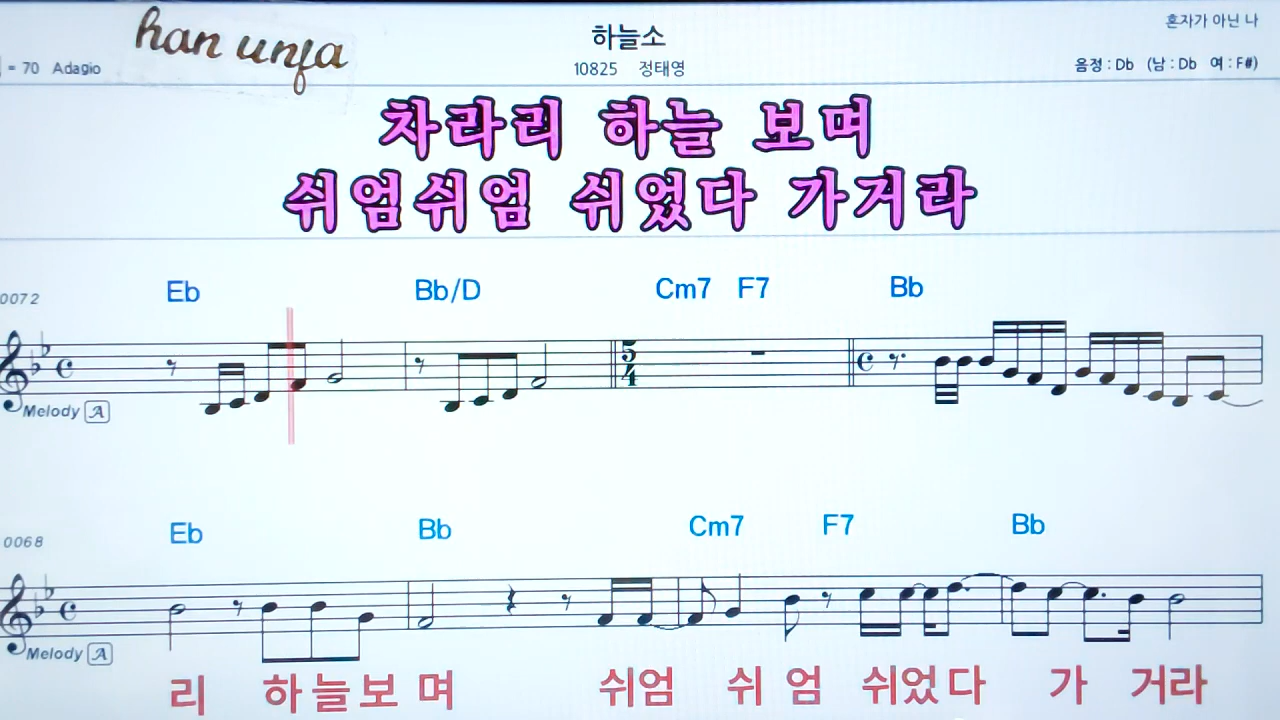 han unja
하늘소
혼자가 아닌 나
= 70 Adagio
10825 정태영
음정 : Db (남 : Db 여 : F#)
차라리 하늘 보며
쉬엄쉬엄 쉬었다 가거라
0072
Eb Bb/D Cm7 F7 Bb
5
4
Melody A
0068
Eb Bb Cm7 F7 Bb
Melody A
리 하늘보 며 쉬엄 쉬 엄 쉬었다 가 거라